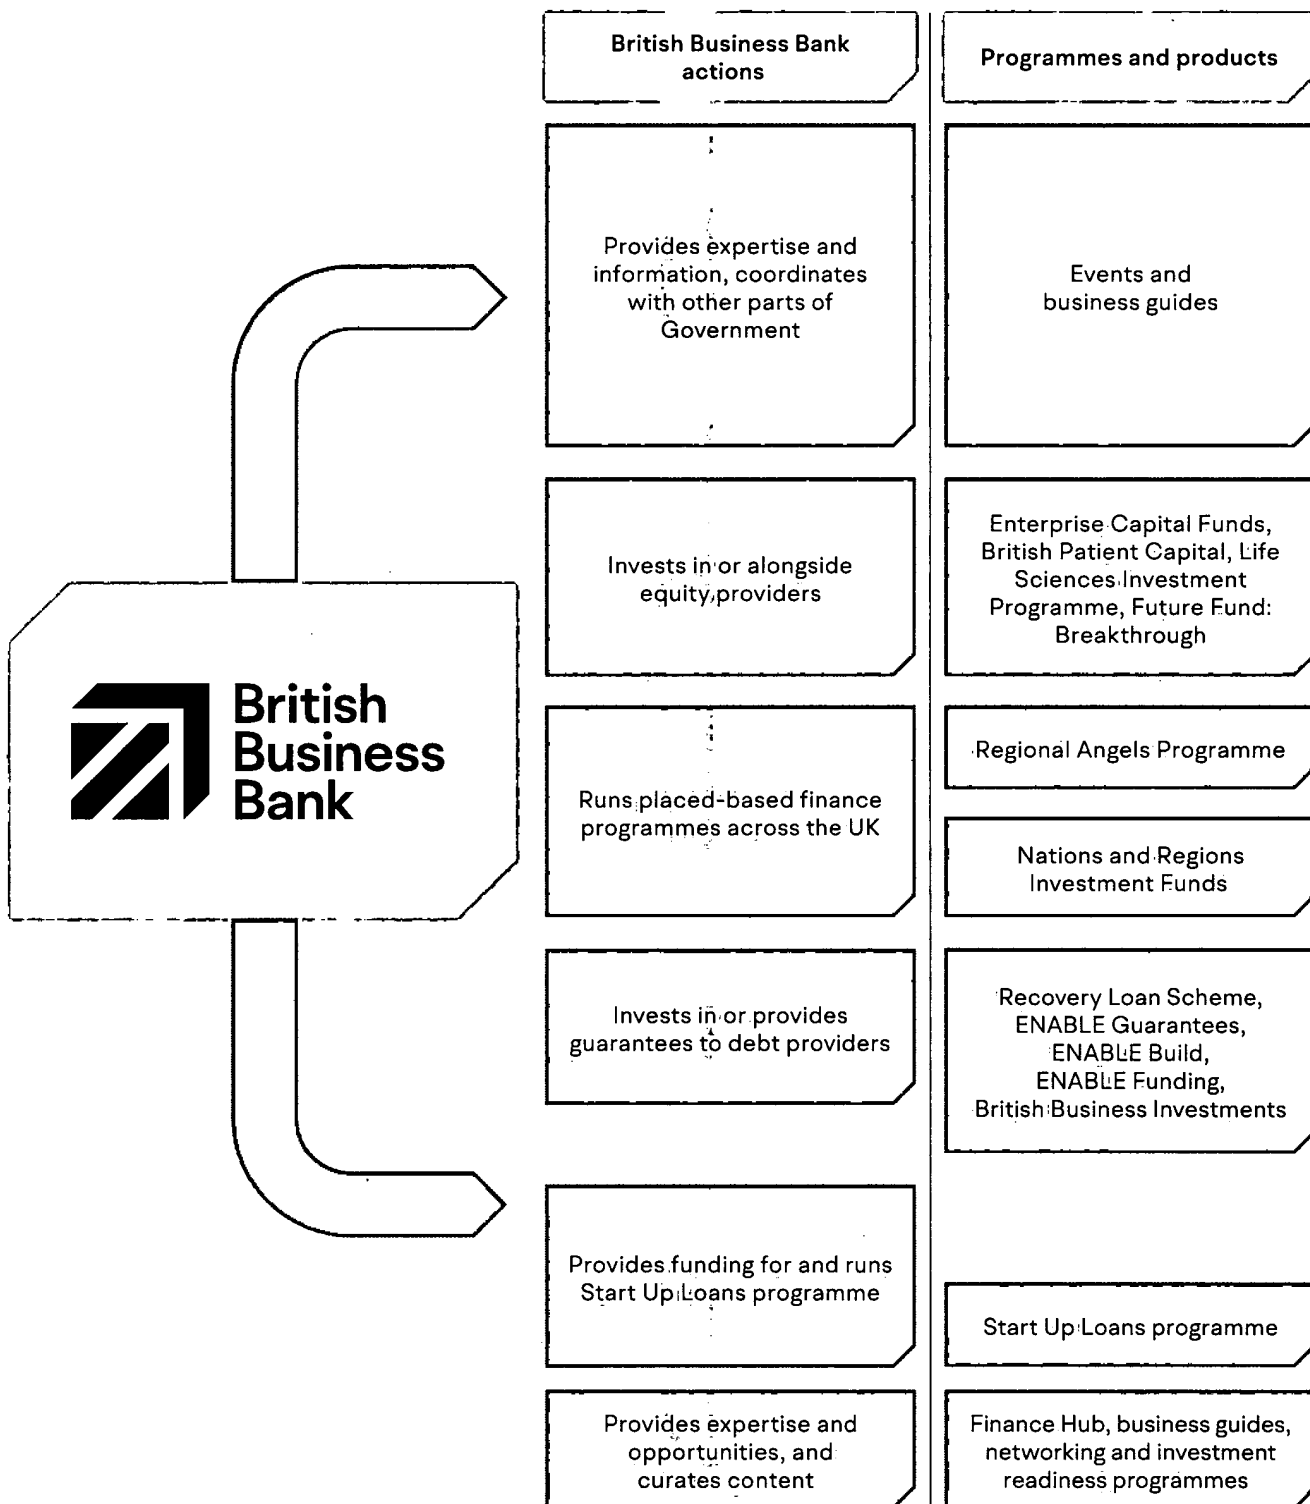 British Business Bank
actions
Programmes and products
Provides expertise and
information, coordinates
with other parts of
Government
Events and
business guides
Invests in or alongside
equity providers
Enterprise Capital Funds,
British Patient Capital, Life
Sciences Investment
Programme, Future Fund:
Breakthrough
British
Business
Bank
Runs placed-based finance
programmes across the UK
Regional Angels Programme
Nations and Regions
Investment Funds
Invests in or provides
guarantees to debt providers
Recovery Loan Scheme,
ENABLE Guarantees,
ENABLE Build,
ENABLE Funding,
British Business Investments
Provides funding for and runs
Start Up Loans programme
Start Up Loans programme
Provides expertise and
opportunities, and
curates content
Finance Hub, business guides,
networking and investment
readiness programmes